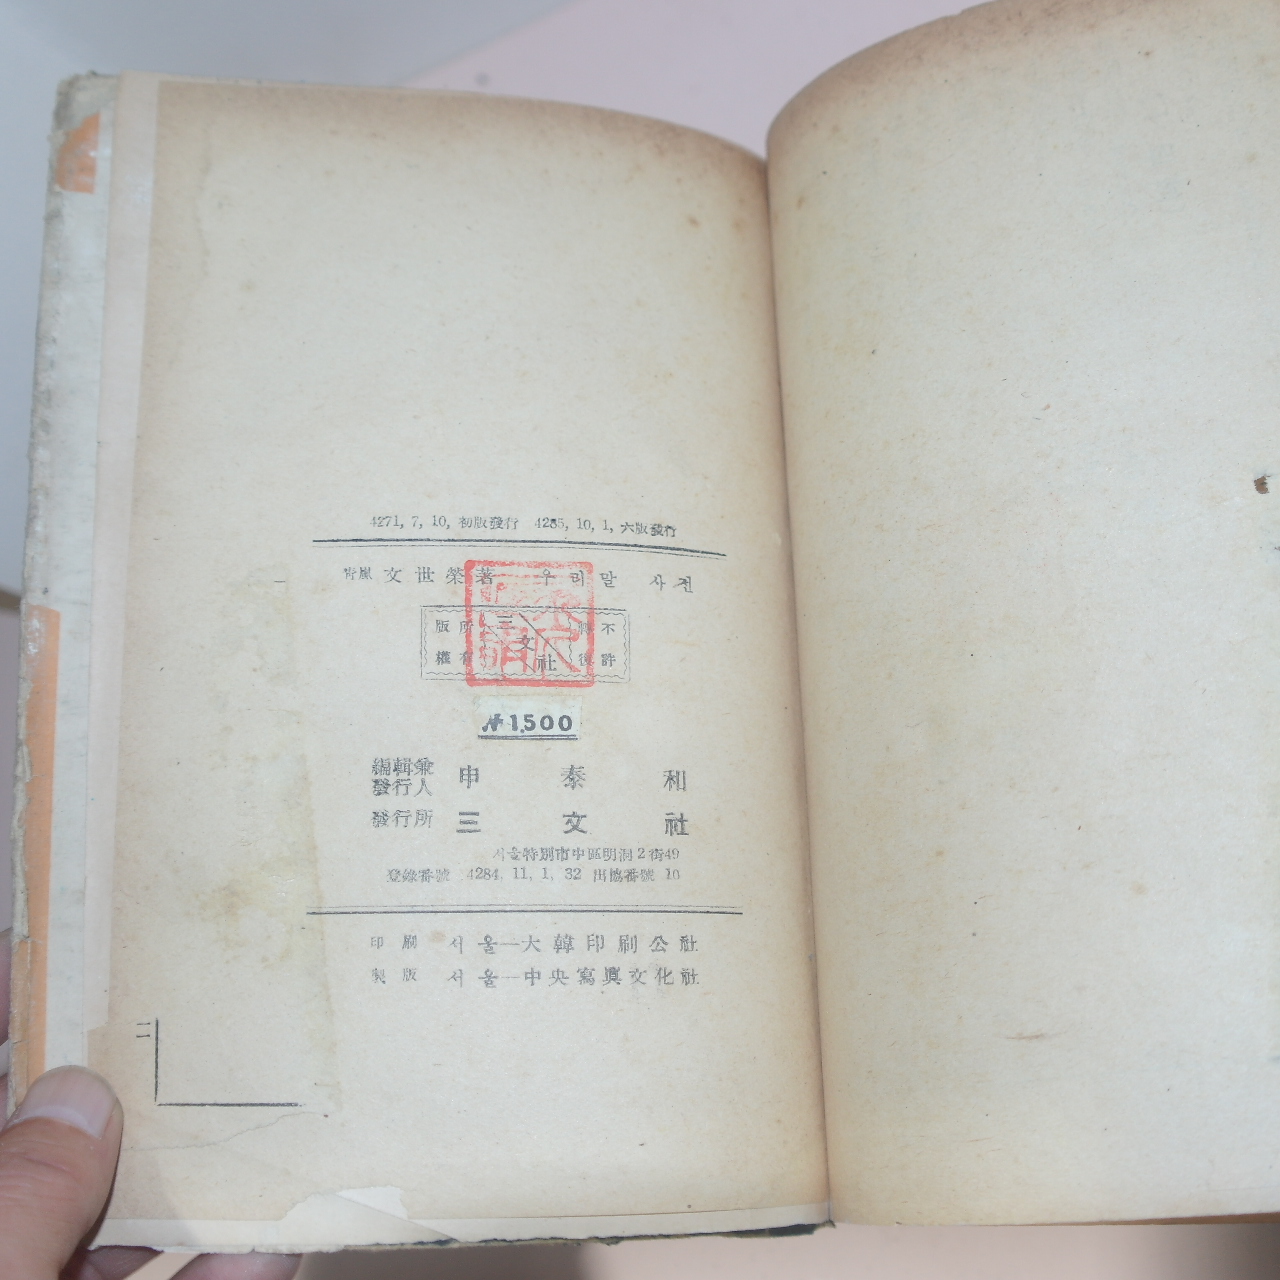 4271, 7, 10, 初版發行 4285, 10, 1, 六版發行
靑嵐 文世榮著 우리말 사전
版所 三 不
權有 文 許復
社
1,500
編輯兼
發行人 申泰和
發行所 三文社
서울特別市中區明洞2街49
登錄番號 4284, 11, 1, 32 出協番號 10
印刷 서울—大韓印刷公社
製版 서울—中央寫眞文化社